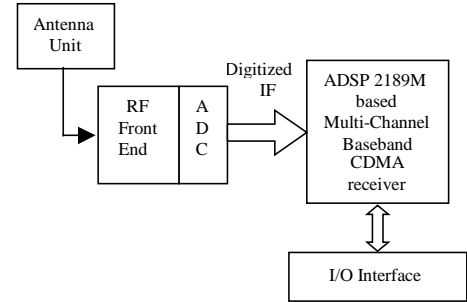 Antenna
Unit
RF
Front
End
A
D
C
Digitized
IF
ADSP 2189M
based
Multi-Channel
Baseband
CDMA
receiver
I/O Interface